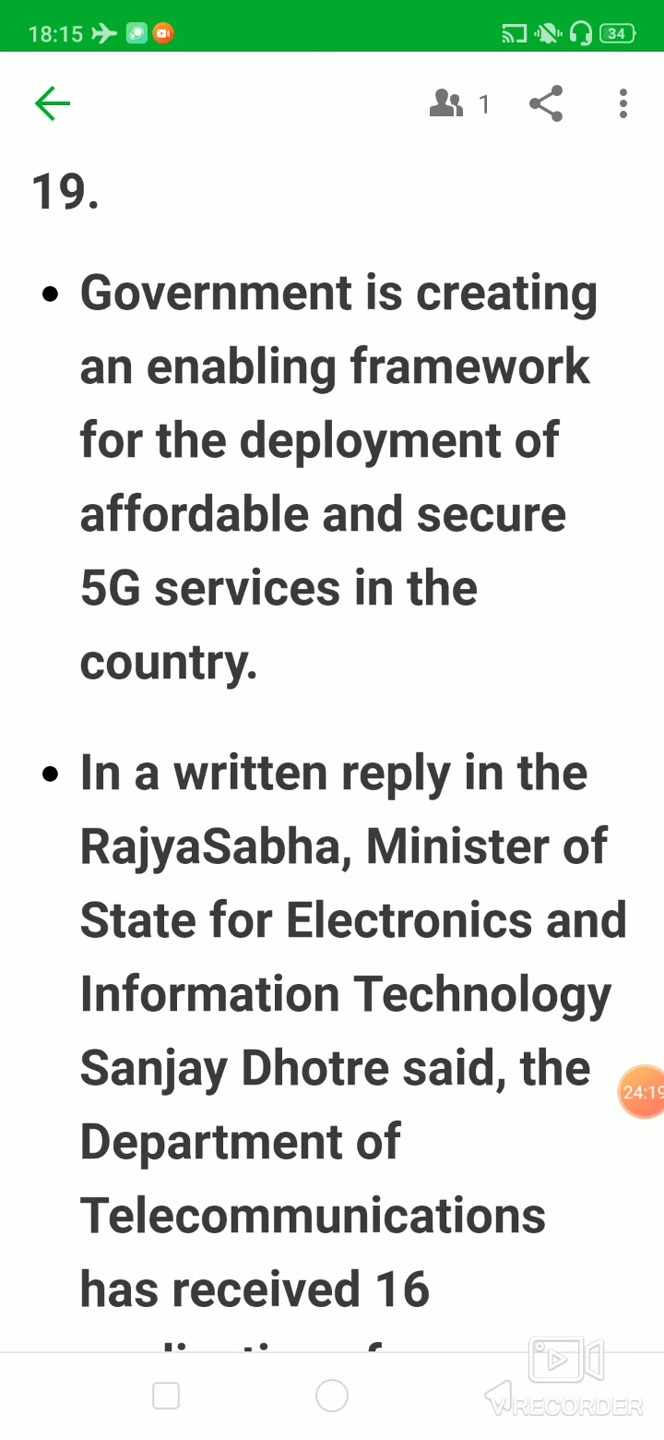 18:15
34
1
19.
• Government is creating
an enabling framework
for the deployment of
affordable and secure
5G services in the
country.
• In a written reply in the
RajyaSabha, Minister of
State for Electronics and
Information Technology
Sanjay Dhotre said, the
24:19
Department of
Telecommunications
has received 16
VRECORDER